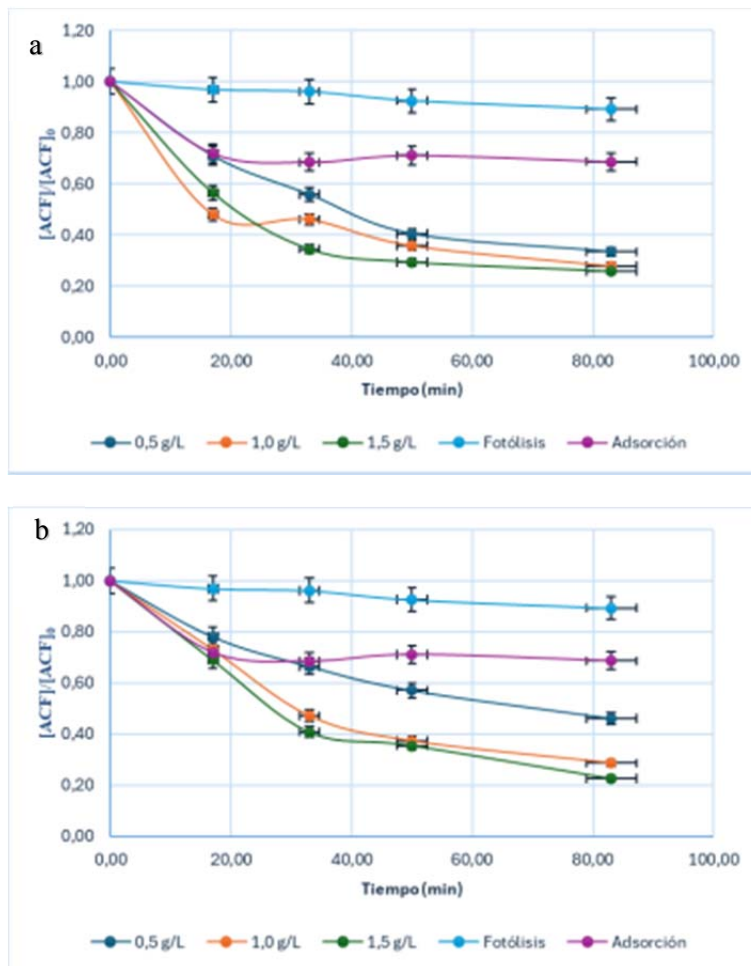 a
[ACF]/[ACF]₀
1,20
1,00
0,80
0,60
0,40
0,20
0,00
0,00 20,00 40,00 60,00 80,00 100,00
Tiempo (min)
0,5 g/L 1,0 g/L 1,5 g/L Fotólisis Adsorción
b
[ACF]/[ACF]₀
1,20
1,00
0,80
0,60
0,40
0,20
0,00
0,00 20,00 40,00 60,00 80,00 100,00
Tiempo (min)
0,5 g/L 1,0 g/L 1,5 g/L Fotólisis Adsorción